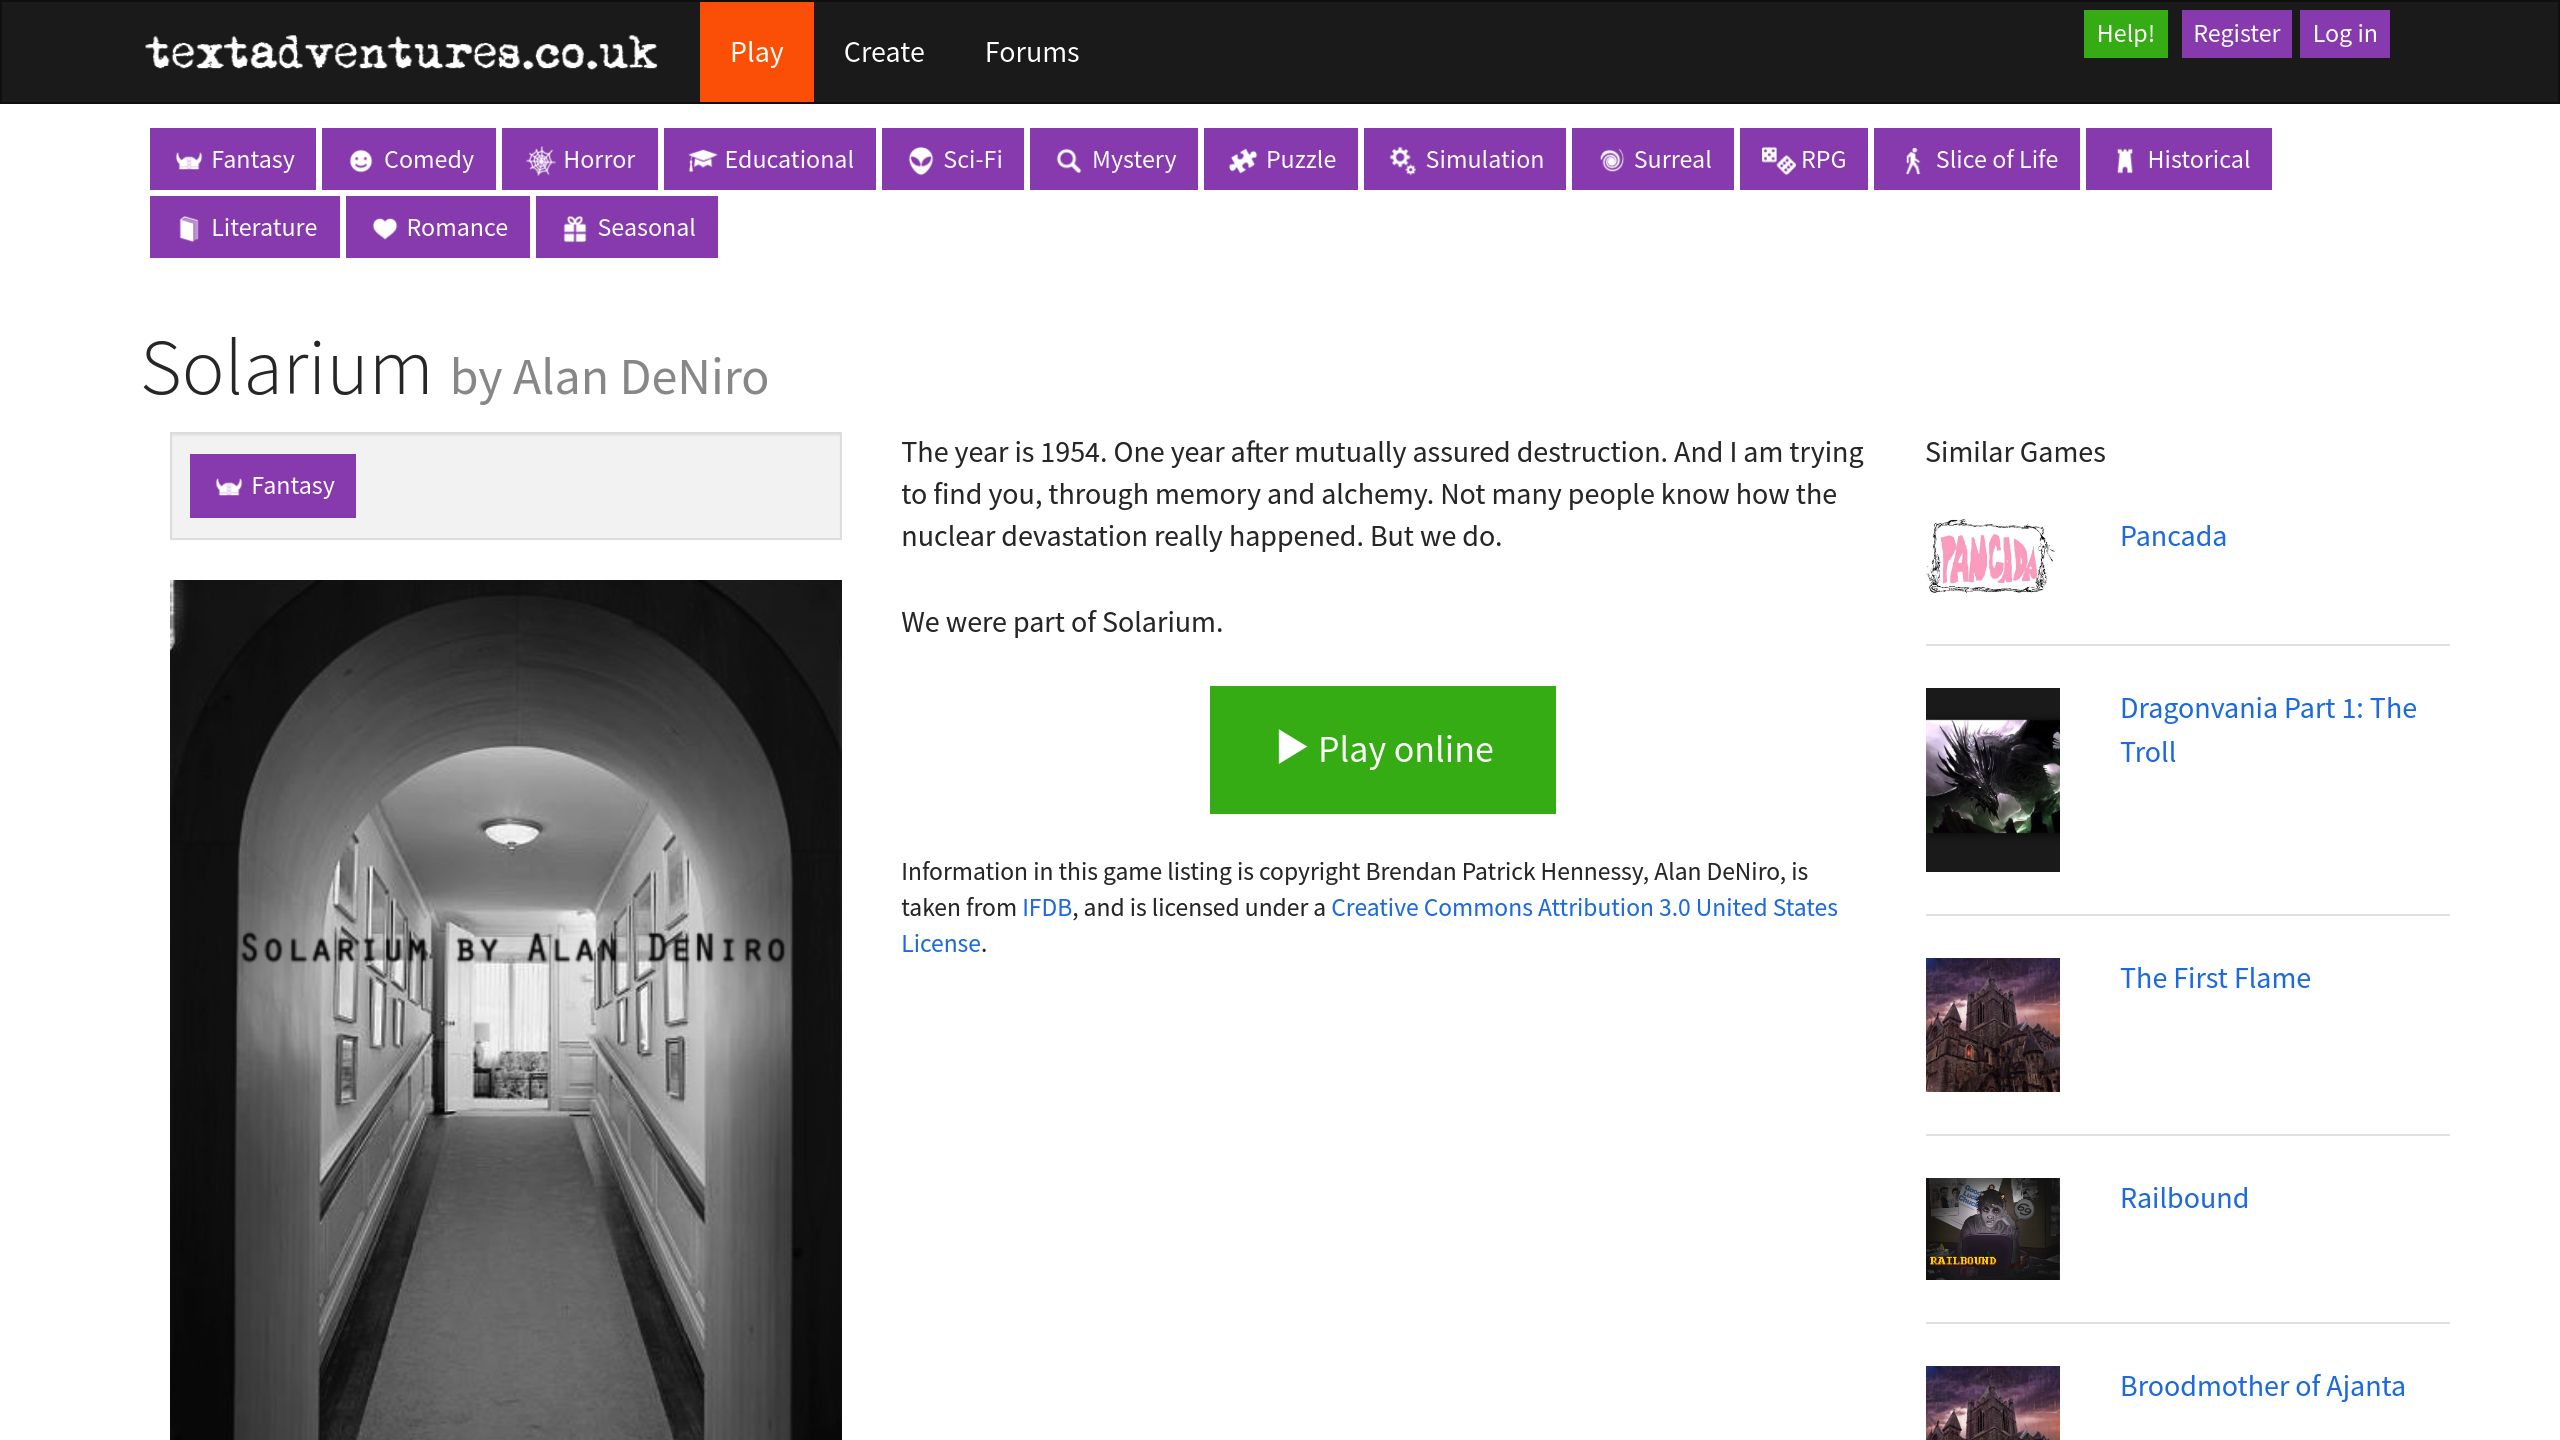 textadventures.co.uk
Play
Create
Forums
Help!
Register
Log in
Fantasy
Comedy
Horror
Educational
Sci-Fi
Mystery
Puzzle
Simulation
Surreal
RPG
Slice of Life
Historical
Literature
Romance
Seasonal
Solarium by Alan DeNiro
Fantasy
SOLARIUM BY ALAN DENIRO
The year is 1954. One year after mutually assured destruction. And I am trying
to find you, through memory and alchemy. Not many people know how the
nuclear devastation really happened. But we do.
We were part of Solarium.
Play online
Information in this game listing is copyright Brendan Patrick Hennessy, Alan DeNiro, is
taken from IFDB, and is licensed under a Creative Commons Attribution 3.0 United States
License.
Similar Games
PANCADA
Pancada
Dragonvania Part 1: The
Troll
The First Flame
RAILBOUND
Railbound
Broodmother of Ajanta